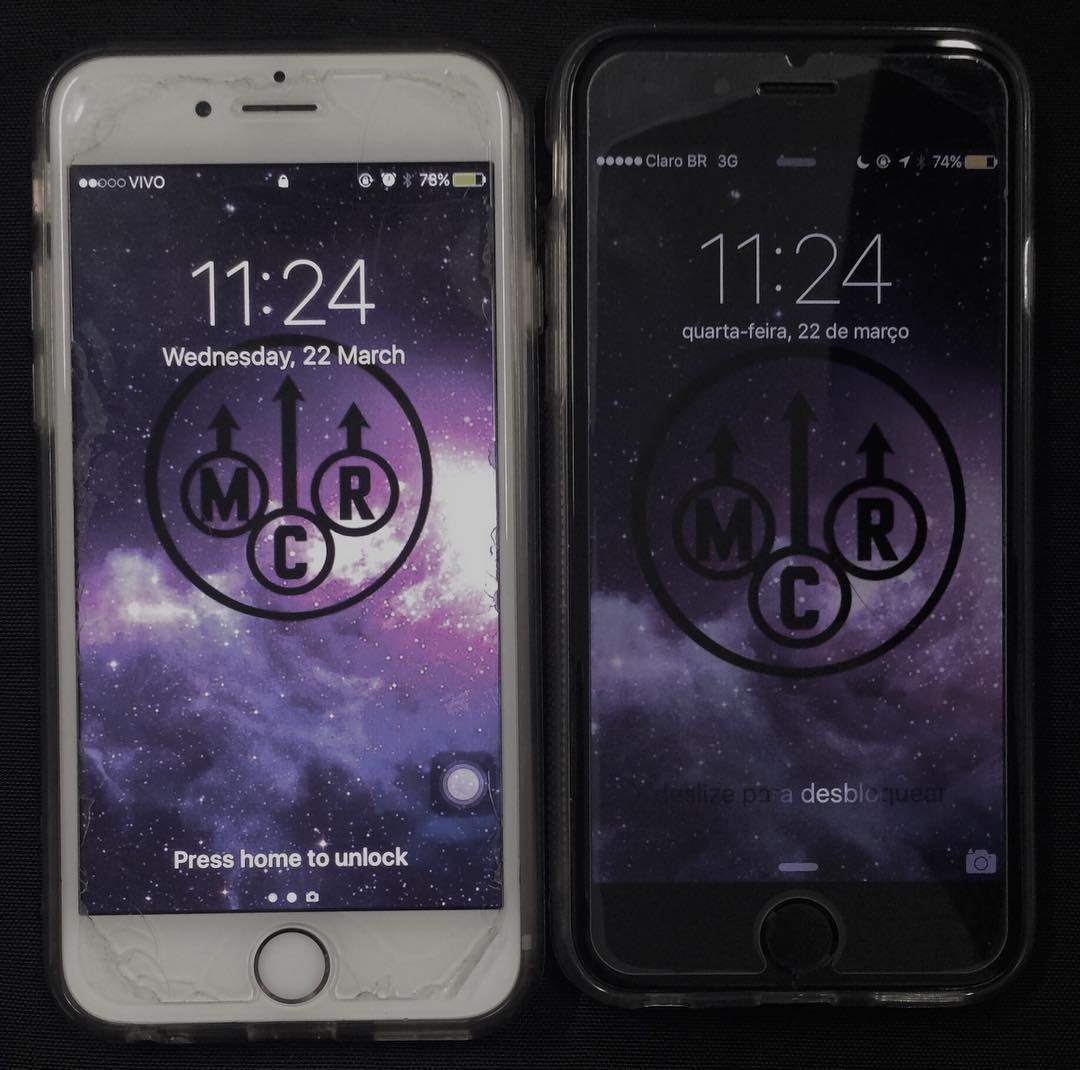 VIVO 78%
11:24
Wednesday, 22 March
M R
C
Press home to unlock
Claro BR 3G 74%
11:24
quarta-feira, 22 de março
M R
C
deslize para desbloquear